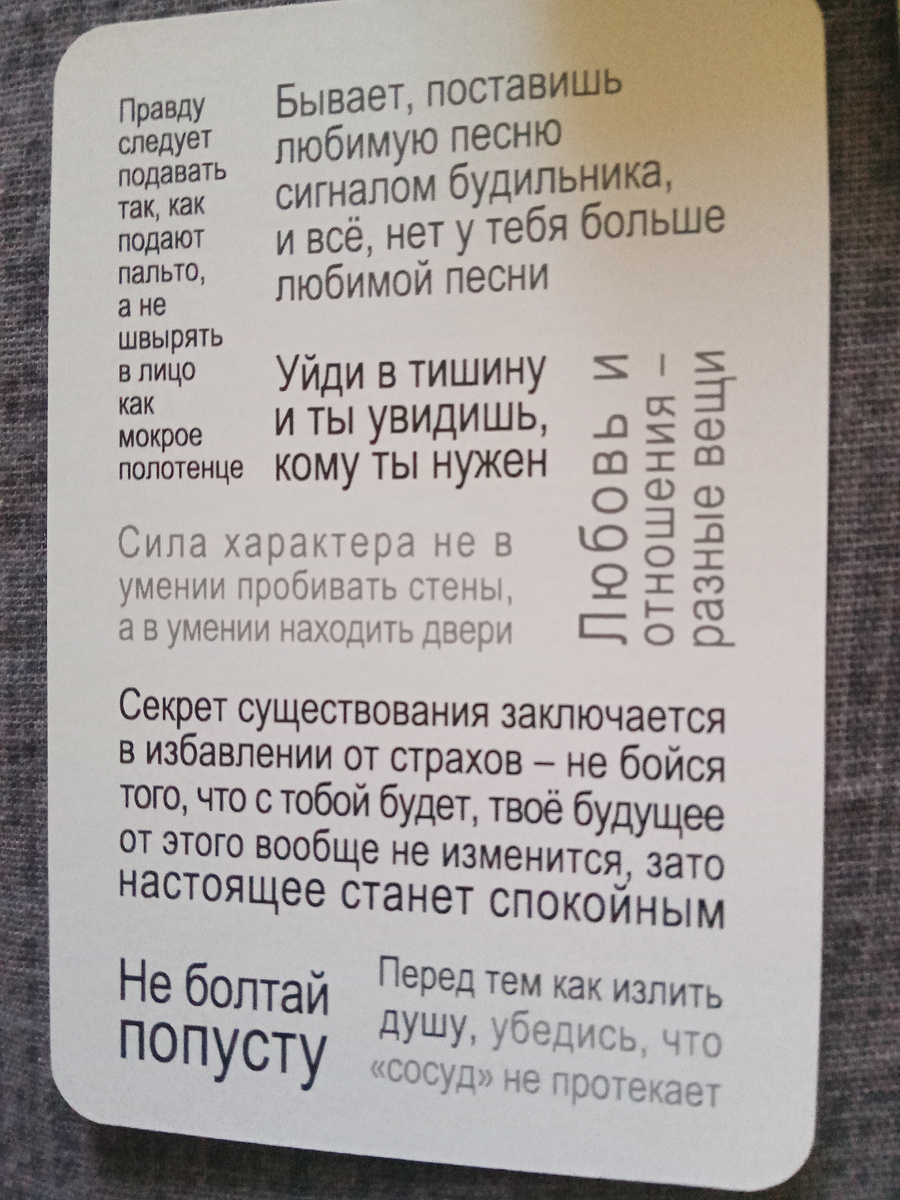 Правду
следует
подавать
так, как
подают
пальто,
а не
швырять
в лицо
как
мокрое
полотенце
Бывает, поставишь
любимую песню
сигналом будильника,
и всё, нет у тебя больше
любимой песни
Уйди в тишину
и ты увидишь,
кому ты нужен
Любовь и
отношения –
разные вещи
Сила характера не в
умении пробивать стены,
а в умении находить двери
Секрет существования заключается
в избавлении от страхов – не бойся
того, что с тобой будет, твоё будущее
от этого вообще не изменится, зато
настоящее станет спокойным
Не болтай
попусту
Перед тем как излить
душу, убедись, что
«сосуд» не протекает